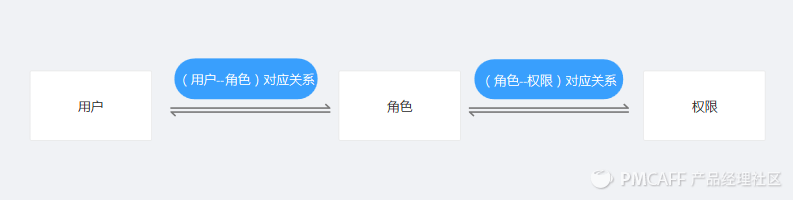 （用户--角色）对应关系
（角色--权限）对应关系
用户
角色
权限
PMCAFF 产品经理社区